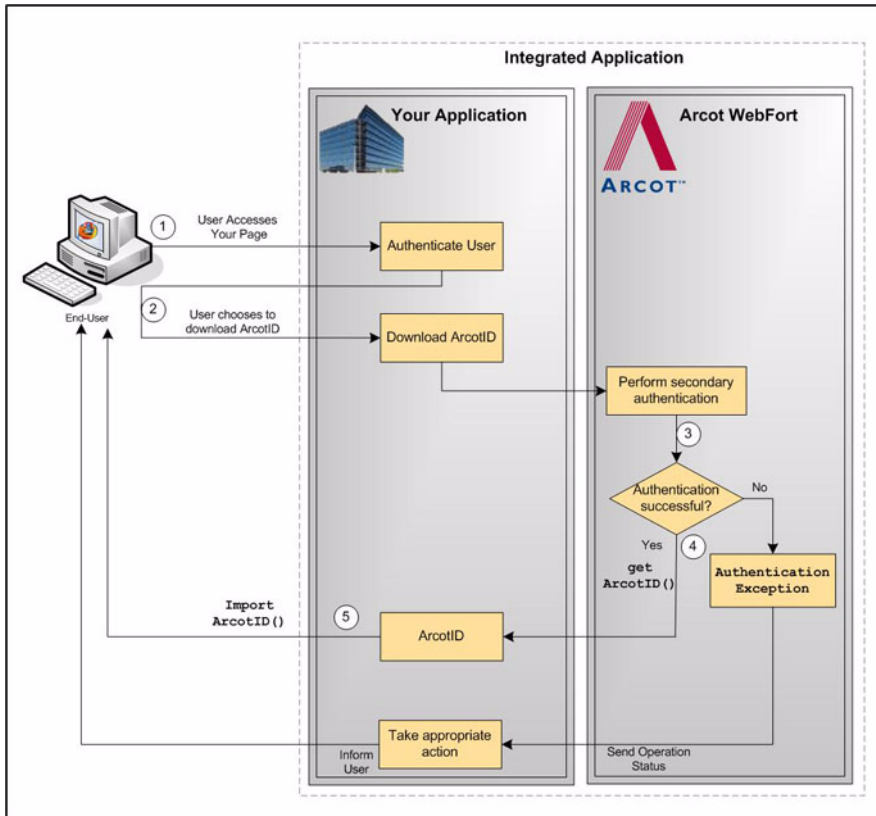 Integrated Application
Your Application
Arcot WebFort
ARCOT™
1
User Accesses
Your Page
Authenticate User
End-User
2
User chooses to
download ArcotID
Download ArcotID
Perform secondary
authentication
3
Authentication
successful?
No
Yes
4
get
ArcotID()
Authentication
Exception
Import
ArcotID()
5
ArcotID
Take appropriate
action
Inform
User
Send Operation
Status